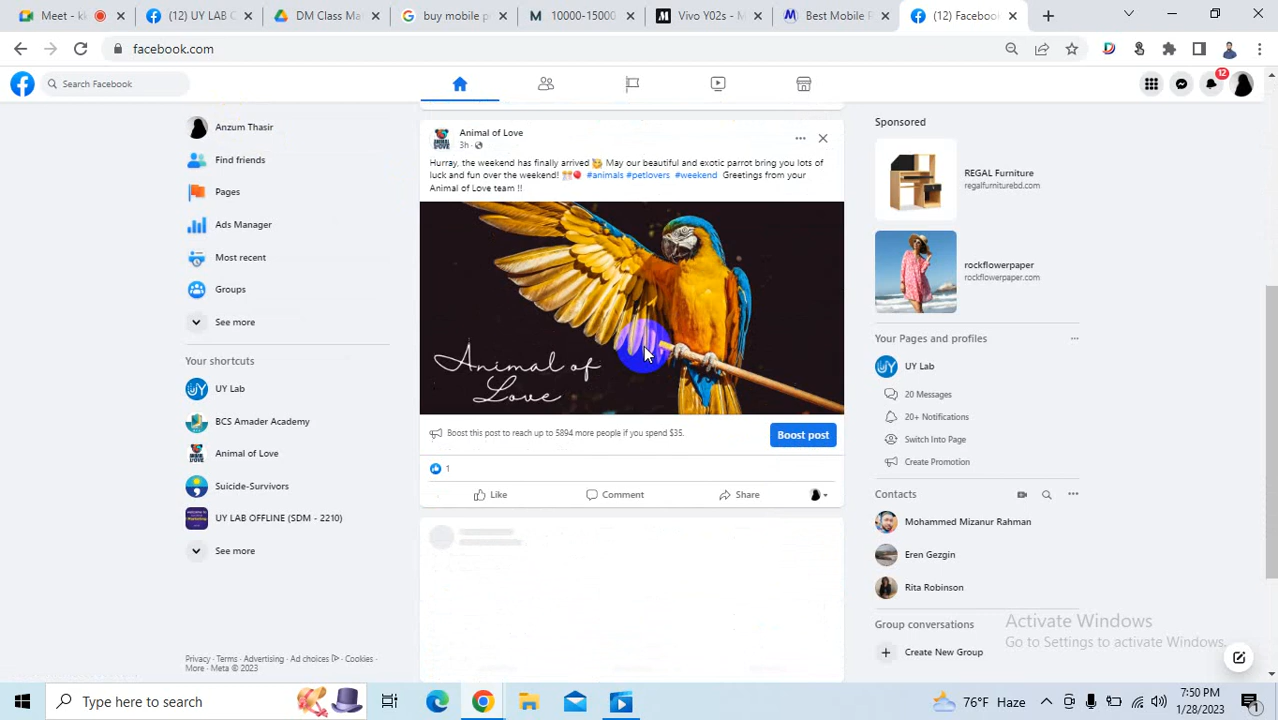 Meet - kk
(12) UY LAB C
DM Class Ma
buy mobile i
10000-15000
Vivo Y02s - M
Best Mobile P
(12) Facebook
facebook.com
Search Facebook
12
Anzum Thasir
Find friends
Pages
Ads Manager
Most recent
Groups
See more
Your shortcuts
UY Lab
BCS Amader Academy
Animal of Love
Suicide-Survivors
UY LAB OFFLINE (SDM - 2210)
See more
Privacy · Terms · Advertising · Ad choices · Cookies ·
More · Meta © 2023
Animal of Love
3h ·
Hurray, the weekend has finally arrived 🥰 May our beautiful and exotic parrot bring you lots of
luck and fun over the weekend! 🎊🎈 #animals #petlovers #weekend Greetings from your
Animal of Love team !!
Animal of
Love
Boost this post to reach up to 5894 more people if you spend $35.
Boost post
1
Like
Comment
Share
Sponsored
REGAL Furniture
regalfurniturebd.com
rockflowerpaper
rockflowerpaper.com
Your Pages and profiles
UY Lab
20 Messages
20+ Notifications
Switch Into Page
Create Promotion
Contacts
Mohammed Mizanur Rahman
Eren Gezgin
Rita Robinson
Group conversations
Create New Group
Activate Windows
Go to Settings to activate Windows.
Type here to search
76°F Haze
7:50 PM
1/28/2023
1